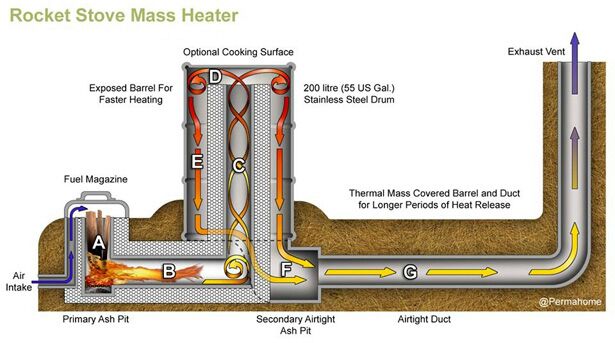 Rocket Stove Mass Heater
Optional Cooking Surface
Exhaust Vent
D
Exposed Barrel For
Faster Heating
200 litre (55 US Gal.)
Stainless Steel Drum
E
C
Fuel Magazine
Thermal Mass Covered Barrel and Duct
for Longer Periods of Heat Release
A
B
F
G
Air
Intake
@Permahome
Primary Ash Pit
Secondary Airtight
Ash Pit
Airtight Duct